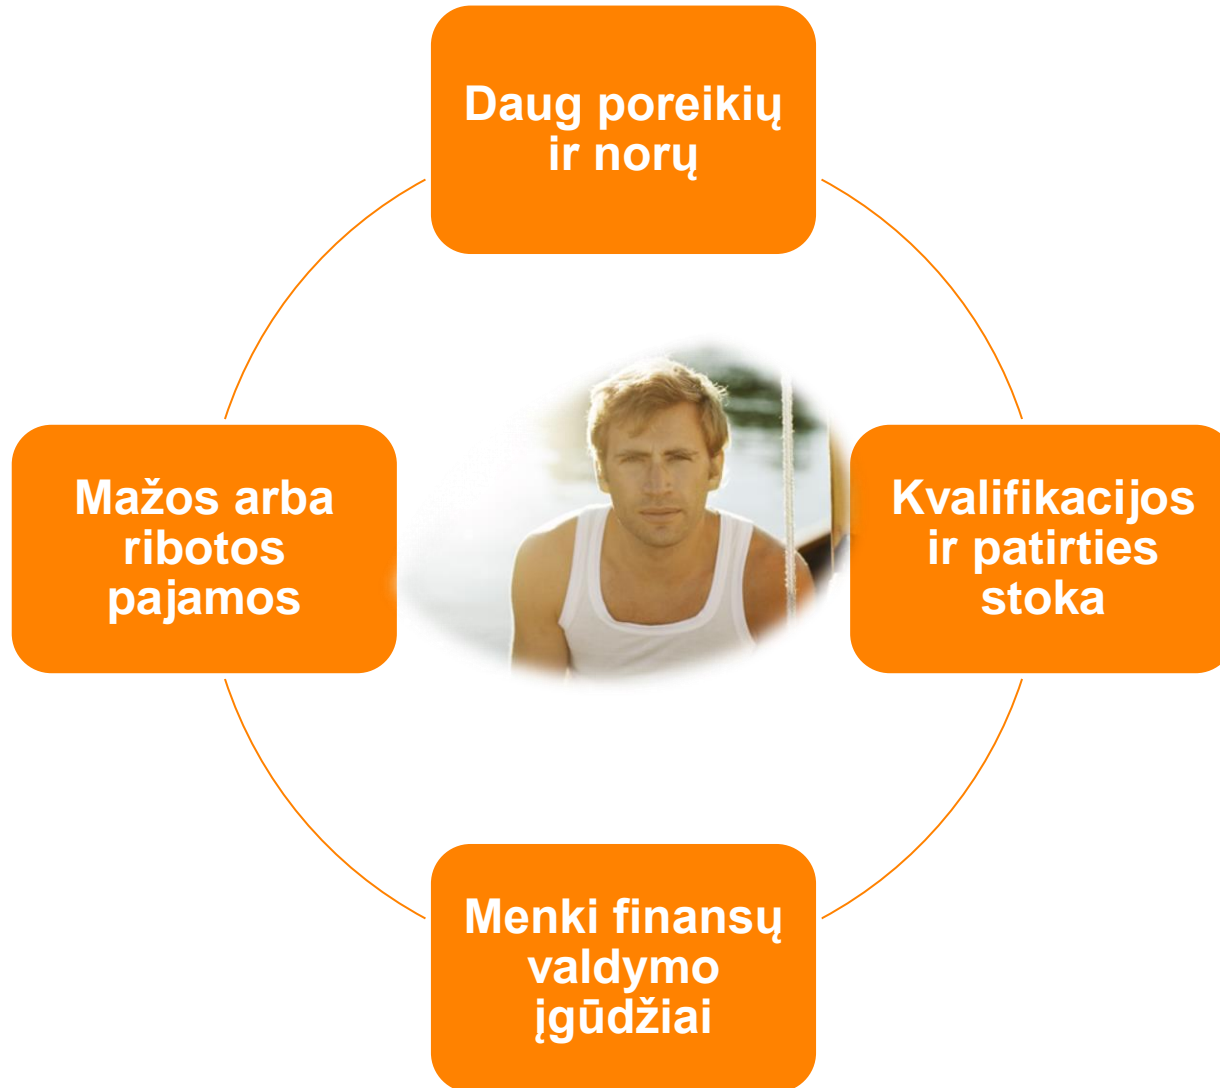 Daug poreikių
ir norų
Mažos arba
ribotos
pajamos
Kvalifikacijos
ir patirties
stoka
Menki finansų
valdymo
įgūdžiai